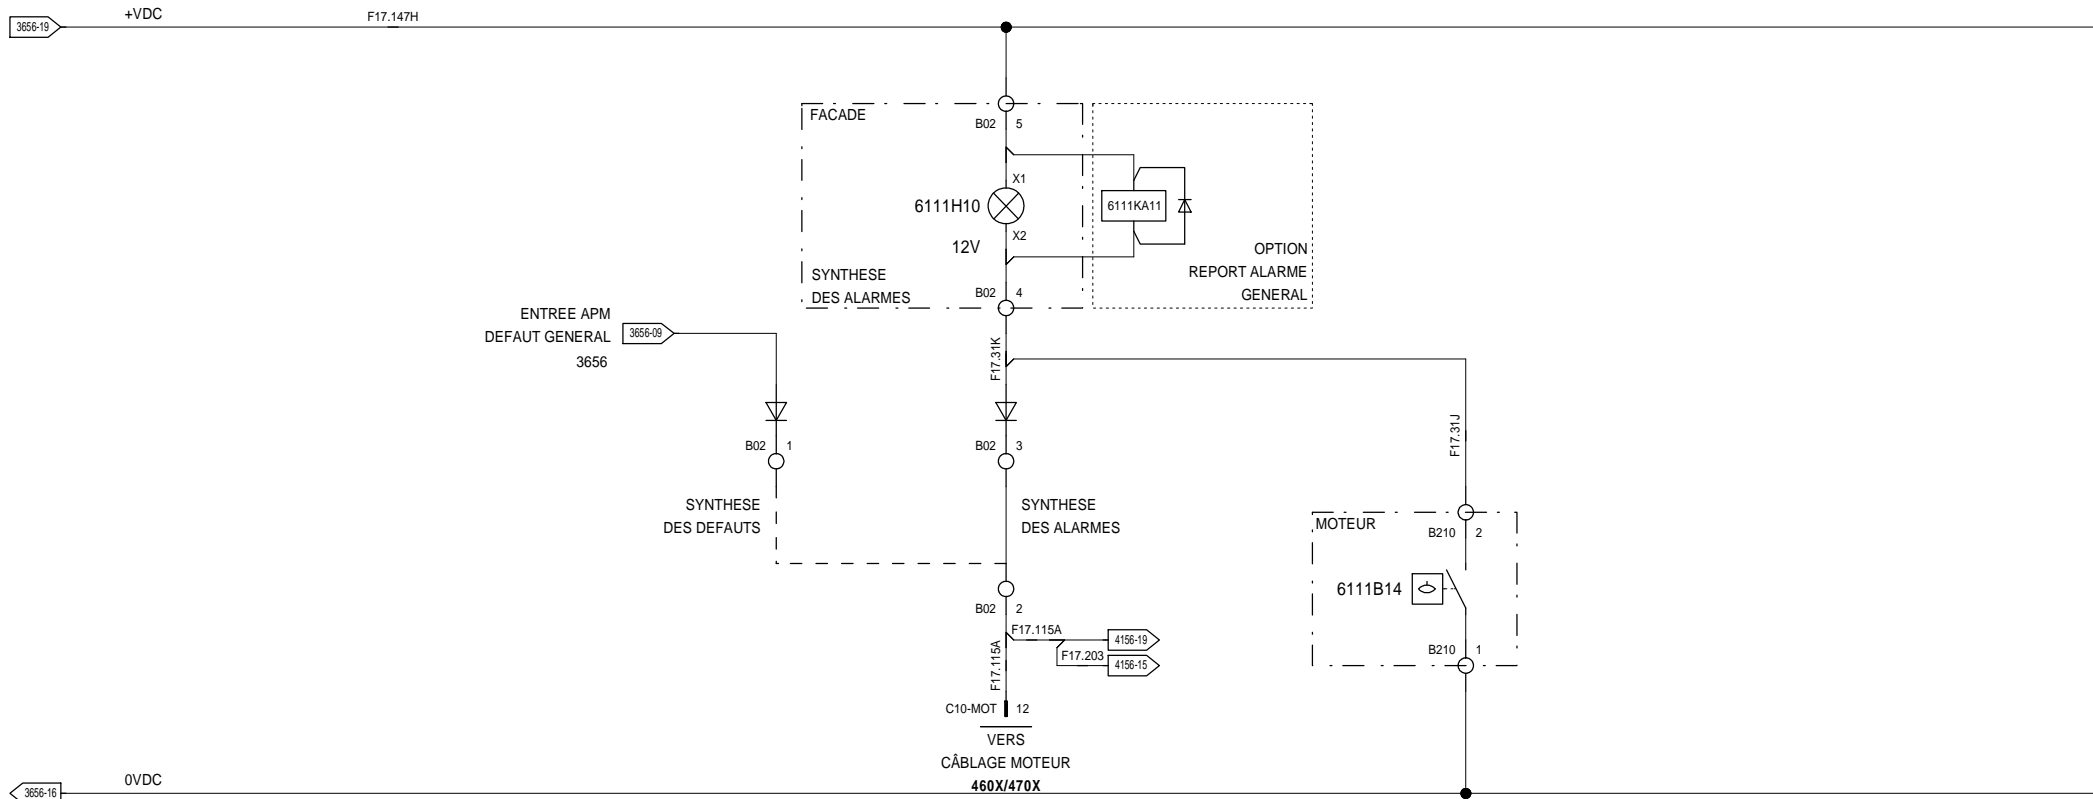 +VDC
3656-19
F17.147H
FACADE
B02 5
X1
6111H10
6111KA11
X2
12V
OPTION
REPORT ALARME
GENERAL
SYNTHESE
DES ALARMES
B02 4
ENTREE APM
DEFAUT GENERAL
3656
3656-09
F17.31K
F17.31J
B02 1
B02 3
SYNTHESE
DES DEFAUTS
SYNTHESE
DES ALARMES
MOTEUR
B210 2
6111B14
B210 1
B02 2
F17.115A
4156-19
F17.203
4156-15
F17.115A
C10-MOT 12
VERS
CÂBLAGE MOTEUR
460X/470X
0VDC
3656-16